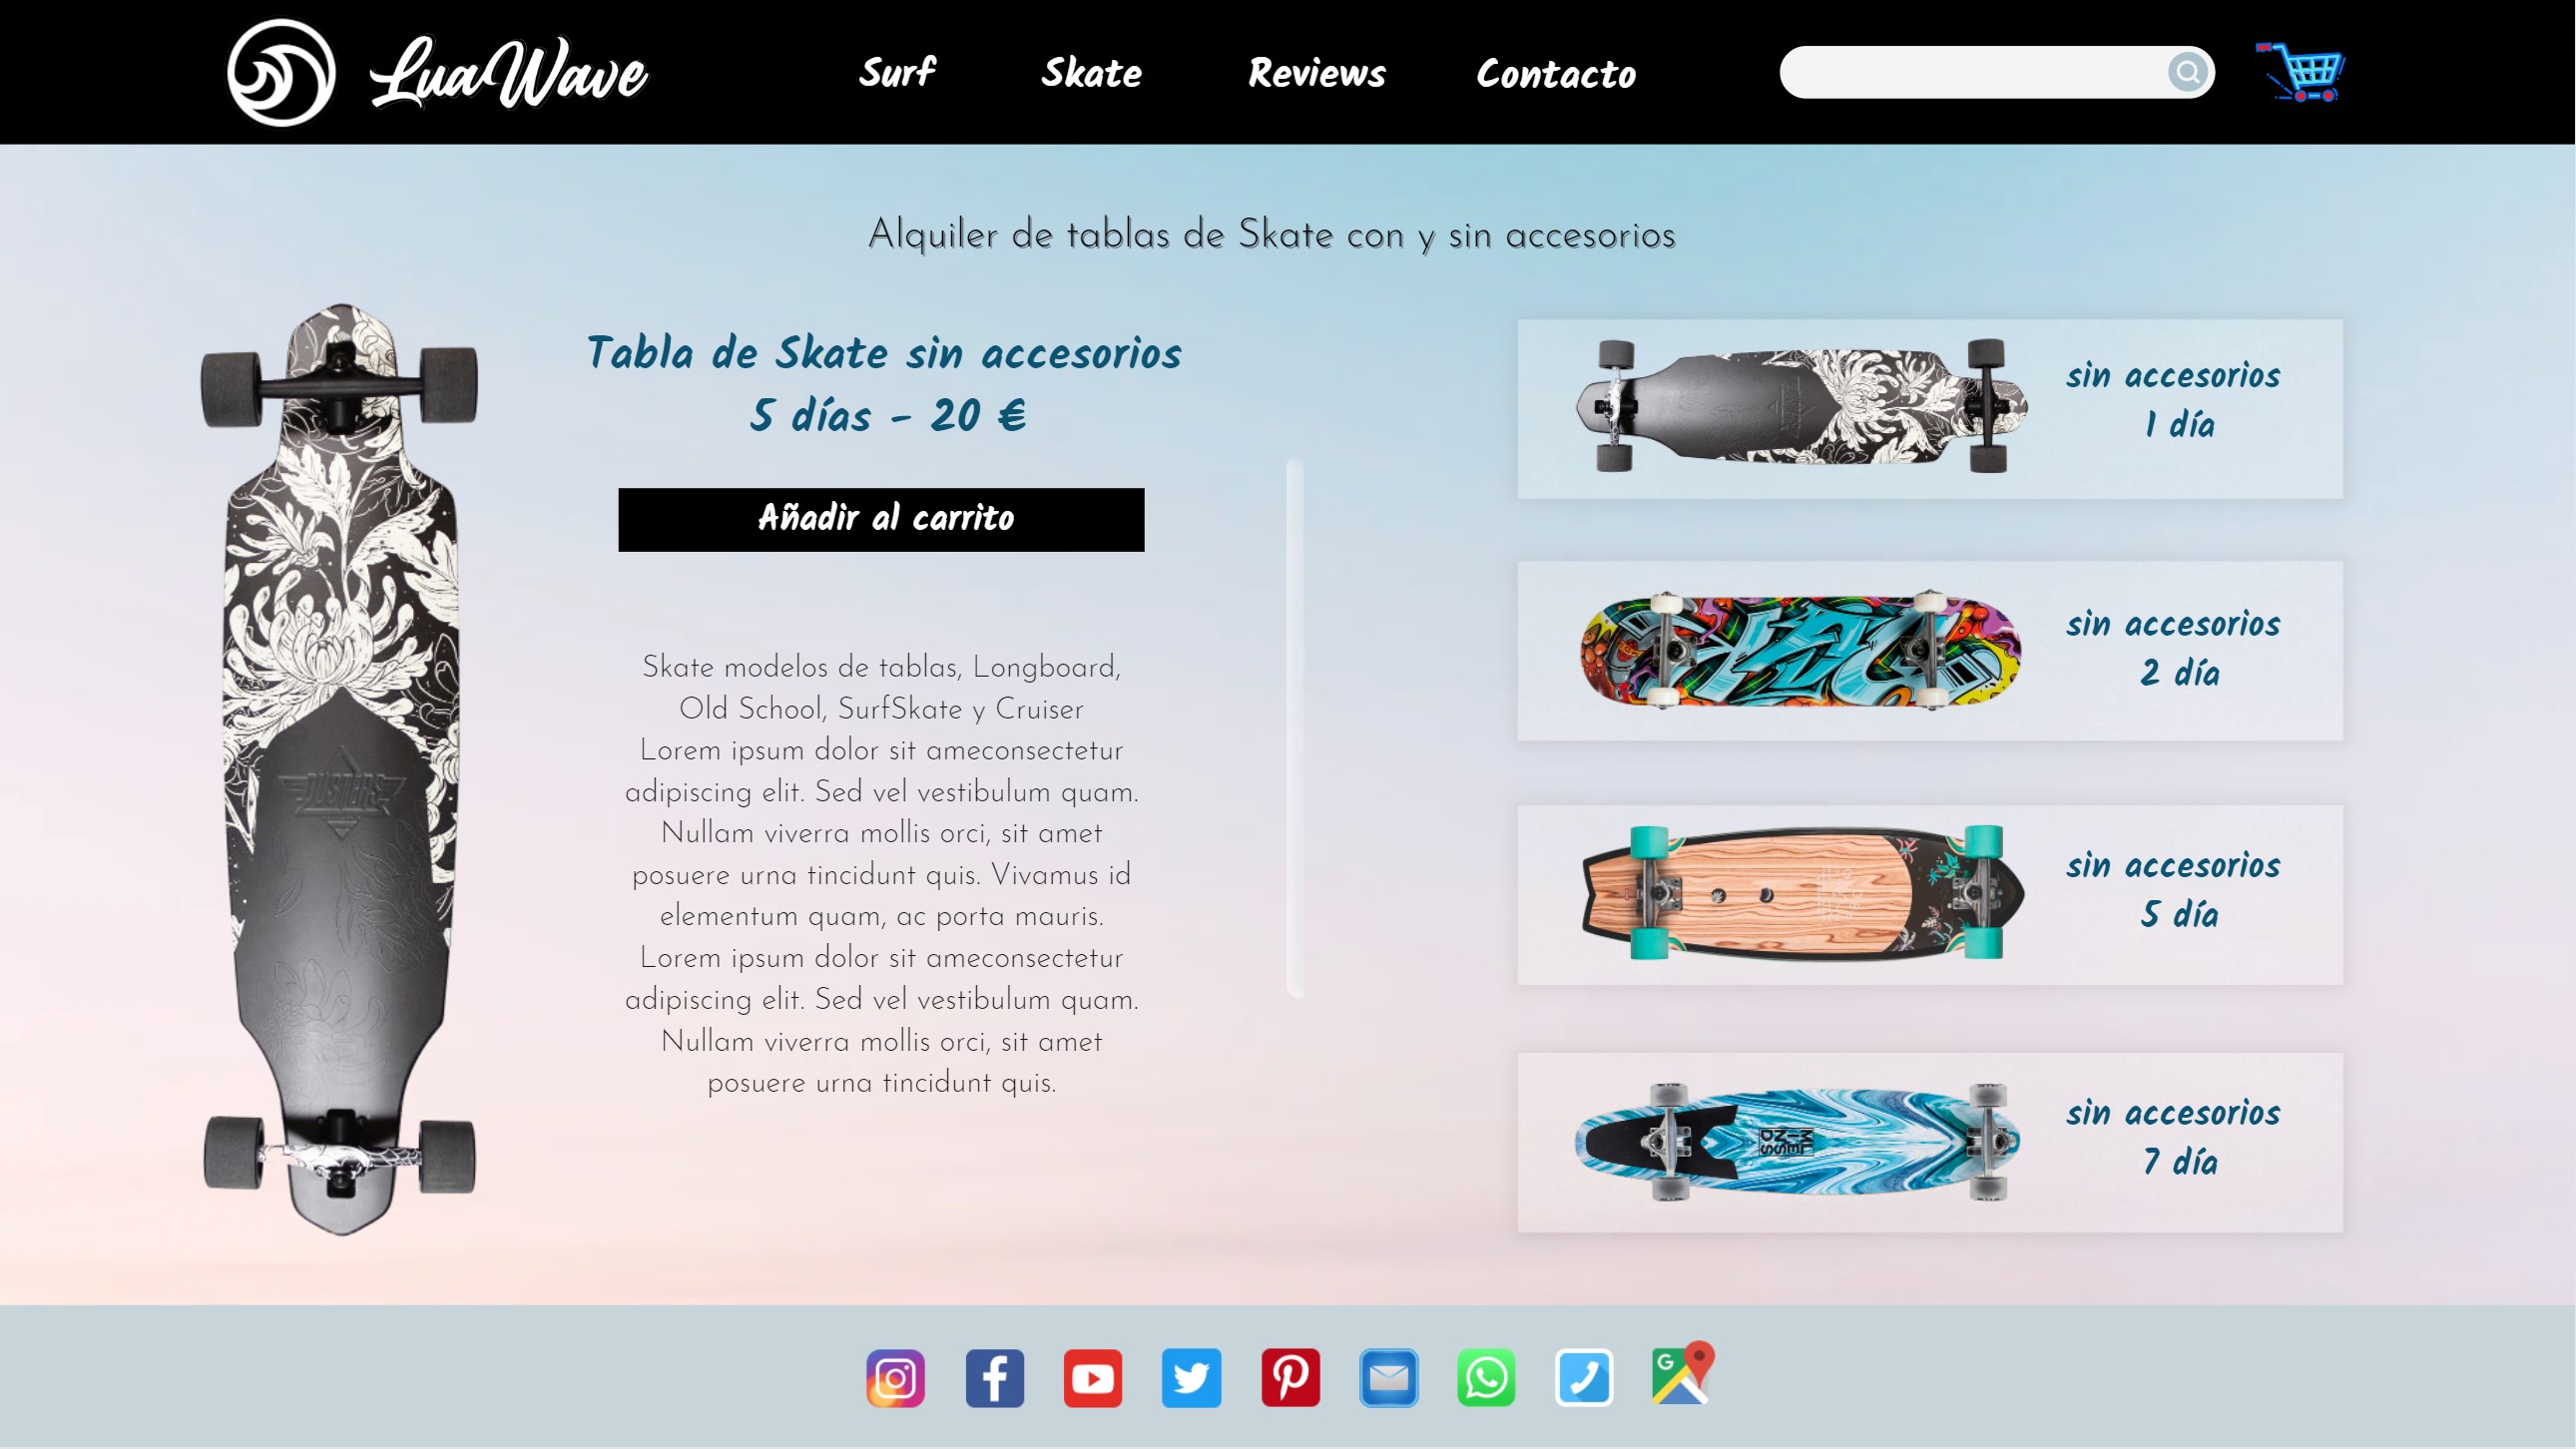 LuaWave
Surf
Skate
Reviews
Contacto
Alquiler de tablas de Skate con y sin accesorios
Tabla de Skate sin accesorios
5 días - 20 €
Añadir al carrito
Skate modelos de tablas, Longboard,
Old School, SurfSkate y Cruiser
Lorem ipsum dolor sit ameconsectetur
adipiscing elit. Sed vel vestibulum quam.
Nullam viverra mollis orci, sit amet
posuere urna tincidunt quis. Vivamus id
elementum quam, ac porta mauris.
Lorem ipsum dolor sit ameconsectetur
adipiscing elit. Sed vel vestibulum quam.
Nullam viverra mollis orci, sit amet
posuere urna tincidunt quis.
DUSTERS
sin accesorios
1 día
sin accesorios
2 día
sin accesorios
5 día
sin accesorios
7 día
G